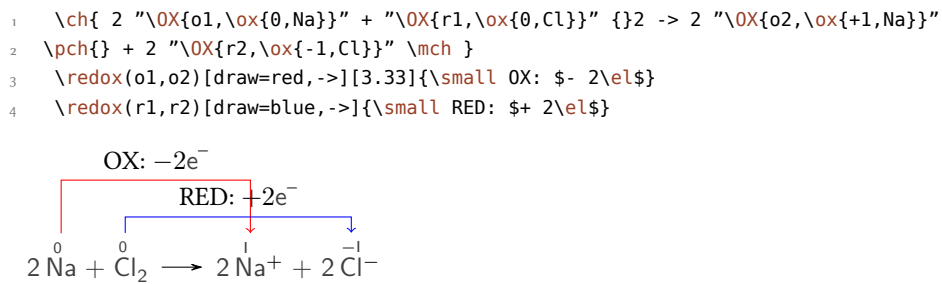 1 \ch{ 2 "\OX{o1,\ox{0,Na}}" + "\OX{r1,\ox{0,Cl}}" {}2 -> 2 "\OX{o2,\ox{+1,Na}}"
2 \pch{} + 2 "\OX{r2,\ox{-1,Cl}}" \mch }
3 \redox(o1,o2)[draw=red,->][3.33]{\small OX: $- 2\el$}
4 \redox(r1,r2)[draw=blue,->]{\small RED: $+ 2\el$}
OX: −2e⁻
RED: +2e⁻
0 0 I −I
2 Na + Cl₂ ⟶ 2 Na⁺ + 2 Cl⁻